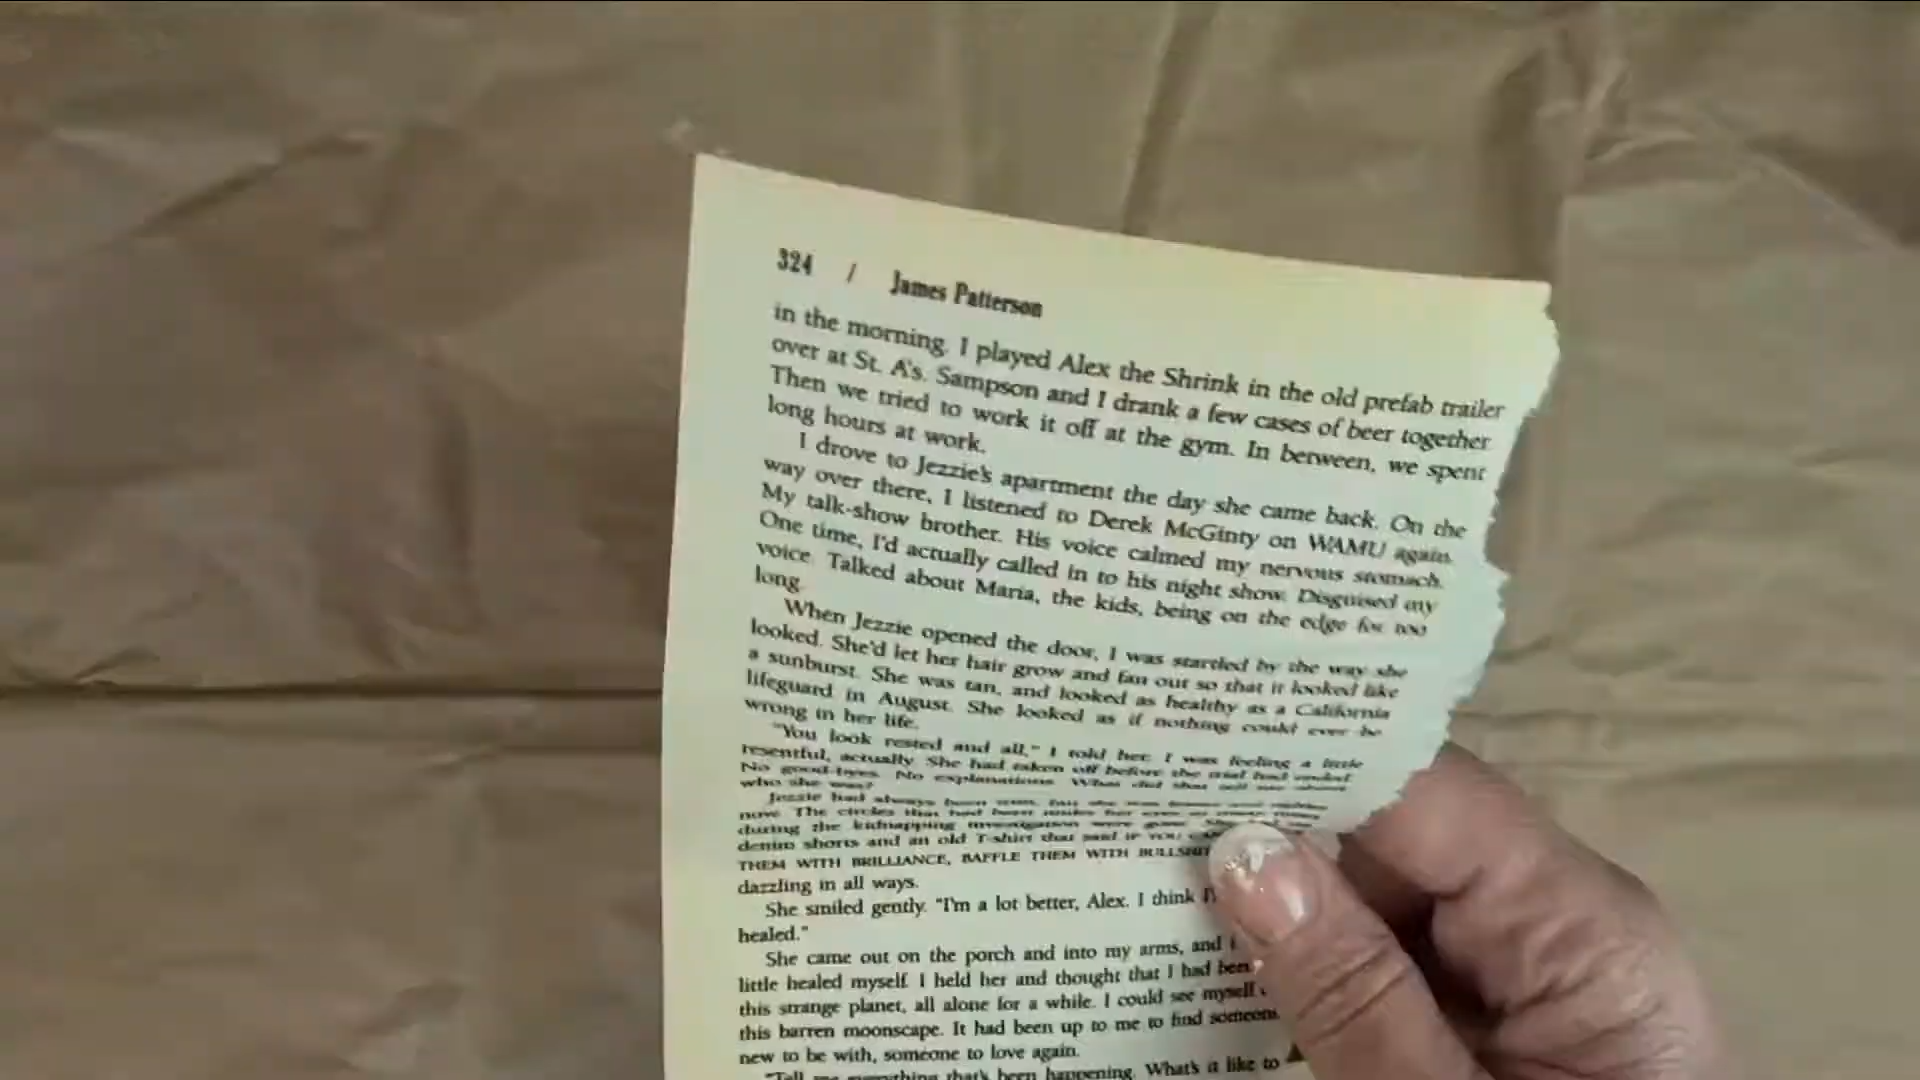 324 / James Patterson
in the morning. I played Alex the Shrink in the old prefab trailer
over at St. A's. Sampson and I drank a few cases of beer together.
Then we tried to work it off at the gym. In between, we spent
long hours at work.
I drove to Jezzie's apartment the day she came back. On the
way over there, I listened to Derek McGinty on WAMU again.
My talk-show brother. His voice calmed my nervous stomach.
One time, I'd actually called in to his night show. Disguised my
voice. Talked about Maria, the kids, being on the edge for too
long.
When Jezzie opened the door, I was startled by the way she
looked. She'd let her hair grow and fan out so that it looked like
a sunburst. She was tan, and looked as healthy as a California
lifeguard in August. She looked as if nothing could ever be
wrong in her life.
"You look rested and all," I told her. I was feeling a little
resentful, actually. She had taken off before the trial had ended.
No good-byes. No explanations. What did that tell me about
who she was?
Jezzie had always been trim, but she was
now. The circles that had been under her eyes so many times
during the kidnapping investigation were gone. She
denim shorts and an old T-shirt that said IF YOU
THEM WITH BRILLIANCE, BAFFLE THEM WITH BULLSHIT
dazzling in all ways.
She smiled gently. "I'm a lot better, Alex. I think
healed."
She came out on the porch and into my arms, and I
little healed myself. I held her and thought that I had been
this strange planet, all alone for a while. I could see myself
this barren moonscape. It had been up to me to find someone
new to be with, someone to love again.
"Tell me everything that's been happening. What's it like to